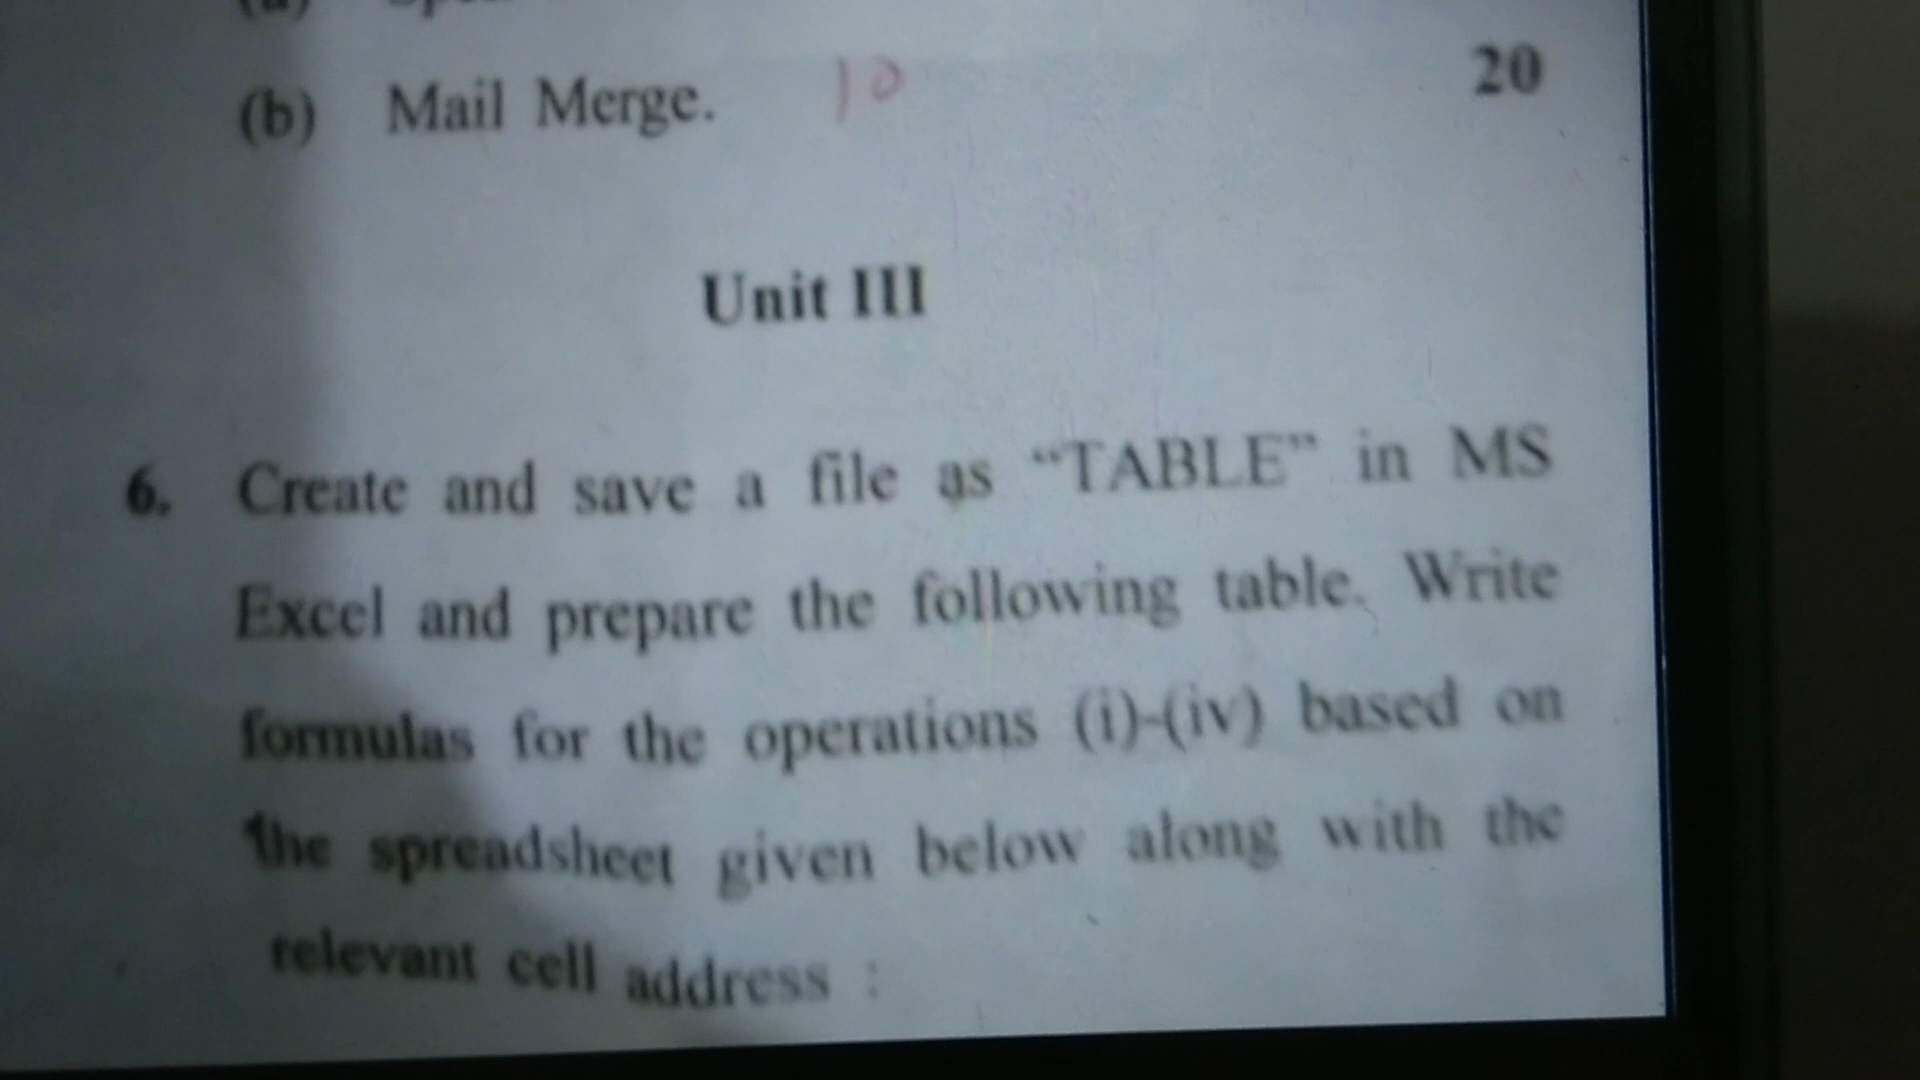 (b) Mail Merge. 10 20
Unit III
6. Create and save a file as “TABLE” in MS
Excel and prepare the following table. Write
formulas for the operations (i)-(iv) based on
the spreadsheet given below along with the
relevant cell address :